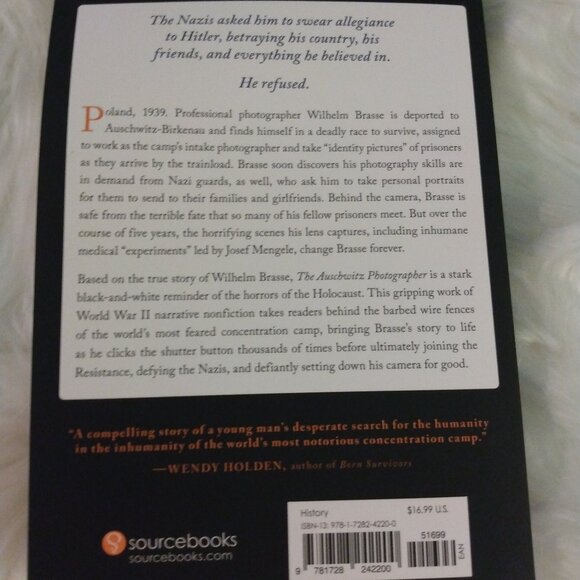 The Nazis asked him to swear allegiance
to Hitler, betraying his country, his
friends, and everything he believed in.
He refused.
Poland, 1939. Professional photographer Wilhelm Brasse is deported to
Auschwitz-Birkenau and finds himself in a deadly race to survive, assigned
to work as the camp's intake photographer and take "identity pictures" of prisoners
as they arrive by the trainload. Brasse soon discovers his photography skills are
in demand from Nazi guards, as well, who ask him to take personal portraits
for them to send to their families and girlfriends. Behind the camera, Brasse is
safe from the terrible fate that so many of his fellow prisoners meet. But over the
course of five years, the horrifying scenes his lens captures, including inhumane
medical "experiments" led by Josef Mengele, change Brasse forever.
Based on the true story of Wilhelm Brasse, The Auschwitz Photographer is a stark
black-and-white reminder of the horrors of the Holocaust. This gripping work of
World War II narrative nonfiction takes readers behind the barbed wire fences
of the world's most feared concentration camp, bringing Brasse's story to life
as he clicks the shutter button thousands of times before ultimately joining the
Resistance, defying the Nazis, and defiantly setting down his camera for good.
"A compelling story of a young man's desperate search for the humanity
in the inhumanity of the world's most notorious concentration camp."
—WENDY HOLDEN, author of Born Survivors
sourcebooks
sourcebooks.com
History
$16.99 U.S.
ISBN-13: 978-1-7282-4220-0
51699
EAN
9 781728 242200